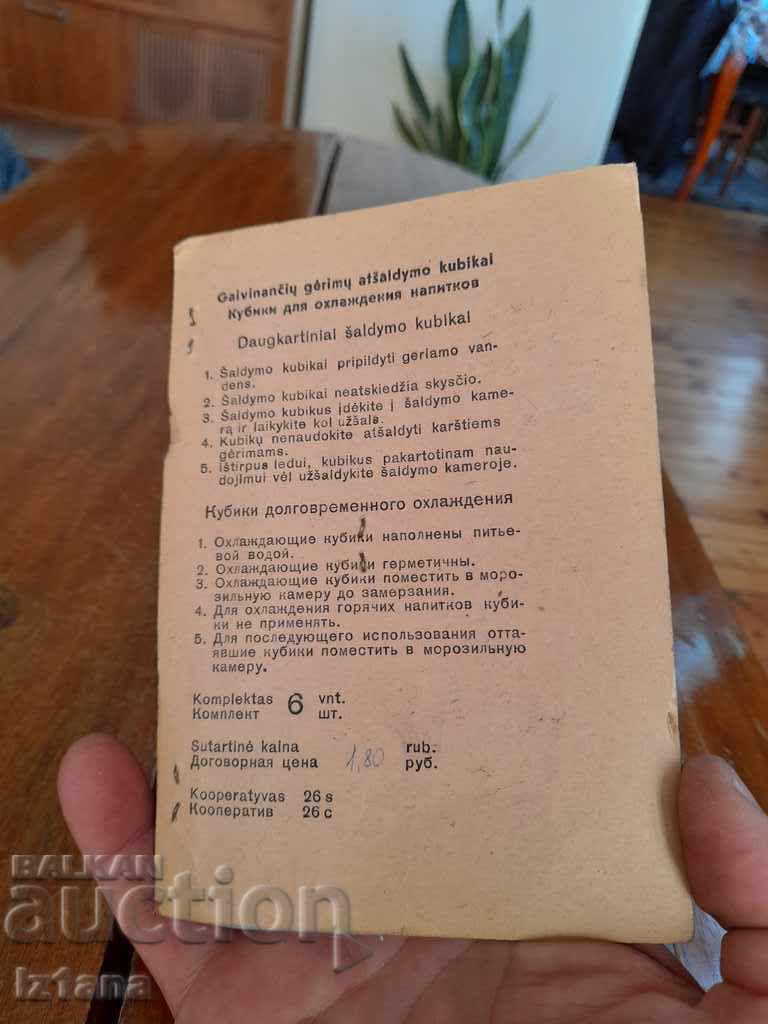 Gaivinančių gėrimų atšaldymo kubikai
Кубики для охлаждения напитков
Daugkartiniai šaldymo kubikai
1. Šaldymo kubikai pripildyti geriamo van-
dens.
2. Šaldymo kubikai neatskiedžia skysčio.
3. Šaldymo kubikus įdėkite į šaldymo kame-
rą ir laikykite kol užšals.
4. Kubikų nenaudokite atšaldyti karštiems
gėrimams.
5. Ištirpus ledui, kubikus pakartotinam nau-
dojimui vėl užšaldykite šaldymo kameroje.
Кубики долговременного охлаждения
1. Охлаждающие кубики наполнены питье-
вой водой.
2. Охлаждающие кубики герметичны.
3. Охлаждающие кубики поместить в моро-
зильную камеру до замерзания.
4. Для охлаждения горячих напитков куби-
ки не применять.
5. Для последующего использования отта-
явшие кубики поместить в морозильную
камеру.
Komplektas 6 vnt.
Комплект шт.
Sutartinė kaina rub.
Договорная цена 1,80 руб.
Kooperatyvas 26 s
Кооператив 26 с
BALKAN
auction
iz1ana